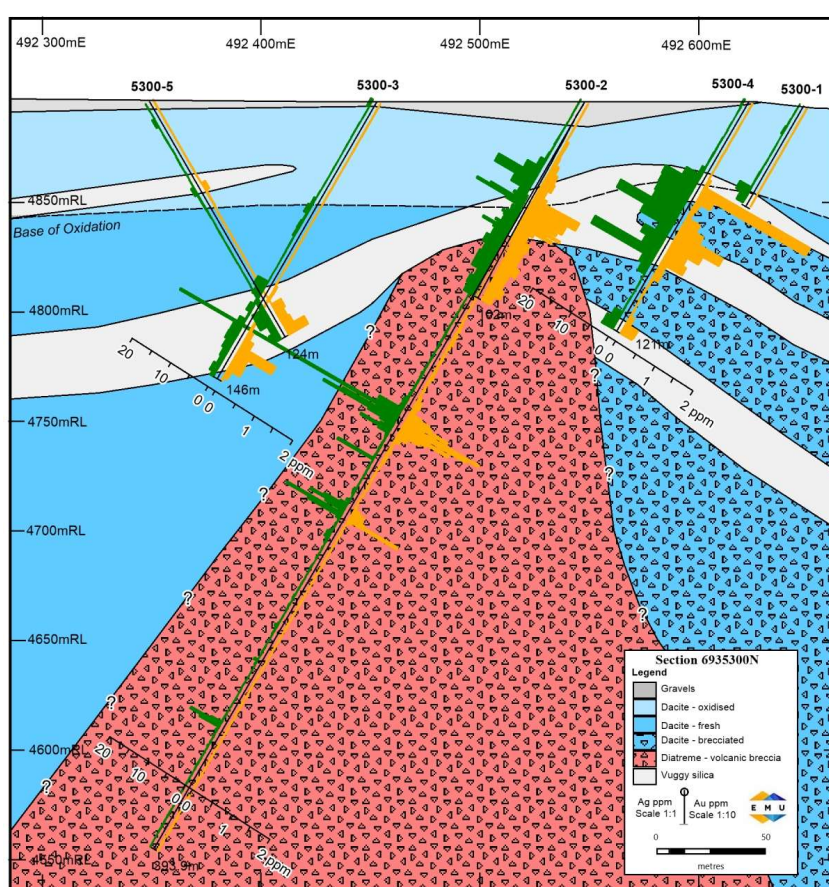 492 300mE
492 400mE
492 500mE
492 600mE
5300-5
5300-3
5300-2
5300-4
5300-1
4850mRL
Base of Oxidation
4800mRL
20
10
0 0
1
2 ppm
124m
146m
?
20
10
0 0
1
2 ppm
121m
?
4750mRL
?
?
4700mRL
?
?
4650mRL
?
4600mRL
20
10
0.0
1
2 ppm
?
Section 6935300N
Legend
Gravels
Dacite - oxidised
Dacite - fresh
Dacite - brecciated
Diatreme - volcanic breccia
Vuggy silica
Ag ppm
Scale 1:1
Au ppm
Scale 1:10
E M U
0
50
metres